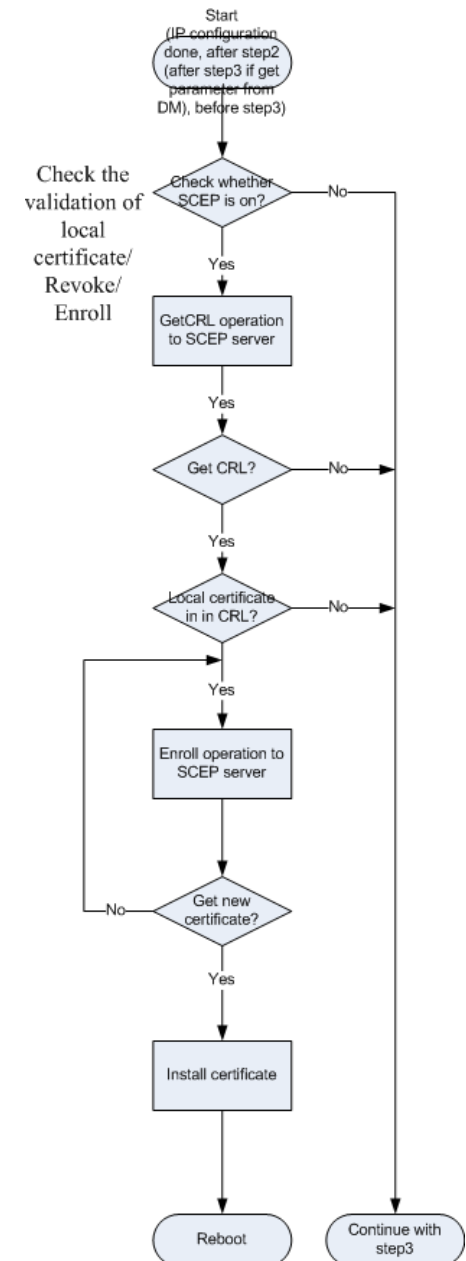 Start
(IP configuration
done, after step2
(after step3 if get
parameter from
DM), before step3)
Check the
validation of
local
certificate/
Revoke/
Enroll
Check whether
SCEP is on?
No
Yes
GetCRL operation
to SCEP server
Yes
Get CRL?
No
Yes
Local certificate
in in CRL?
No
Yes
Enroll operation to
SCEP server
Get new
certificate?
No
Yes
Install certificate
Reboot
Continue with
step3